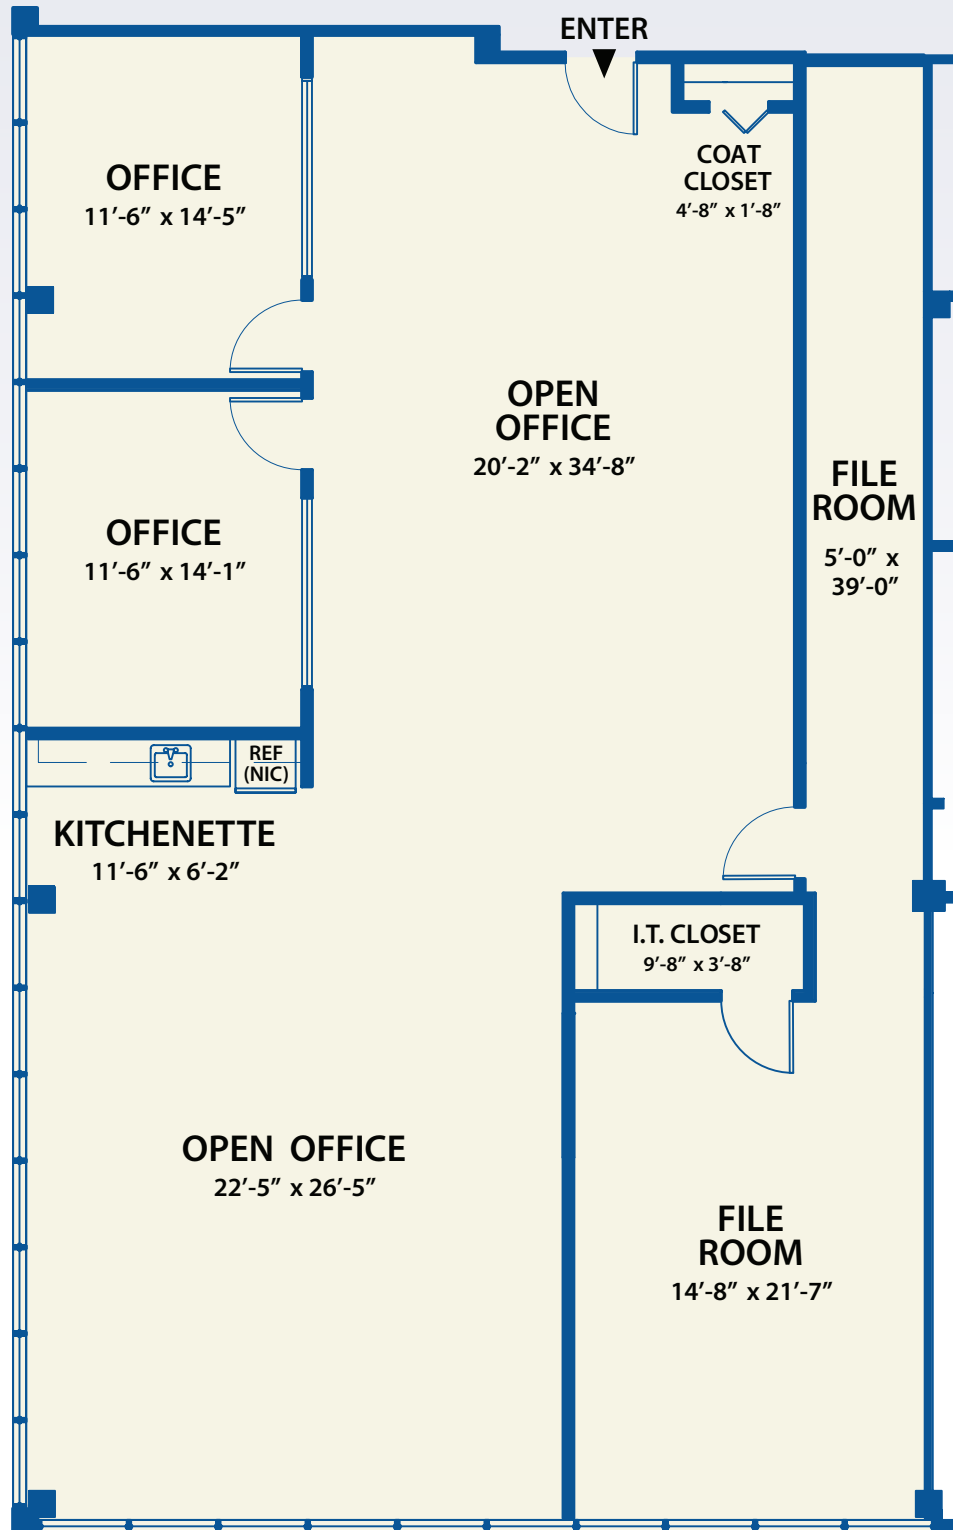 ENTER
COAT
CLOSET
4′-8″ x 1′-8″
OFFICE
11′-6″ x 14′-5″
OPEN
OFFICE
20′-2″ x 34′-8″
FILE
ROOM
5′-0″ x
39′-0″
OFFICE
11′-6″ x 14′-1″
REF
(NIC)
KITCHENETTE
11′-6″ x 6′-2″
I.T. CLOSET
9′-8″ x 3′-8″
OPEN OFFICE
22′-5″ x 26′-5″
FILE
ROOM
14′-8″ x 21′-7″